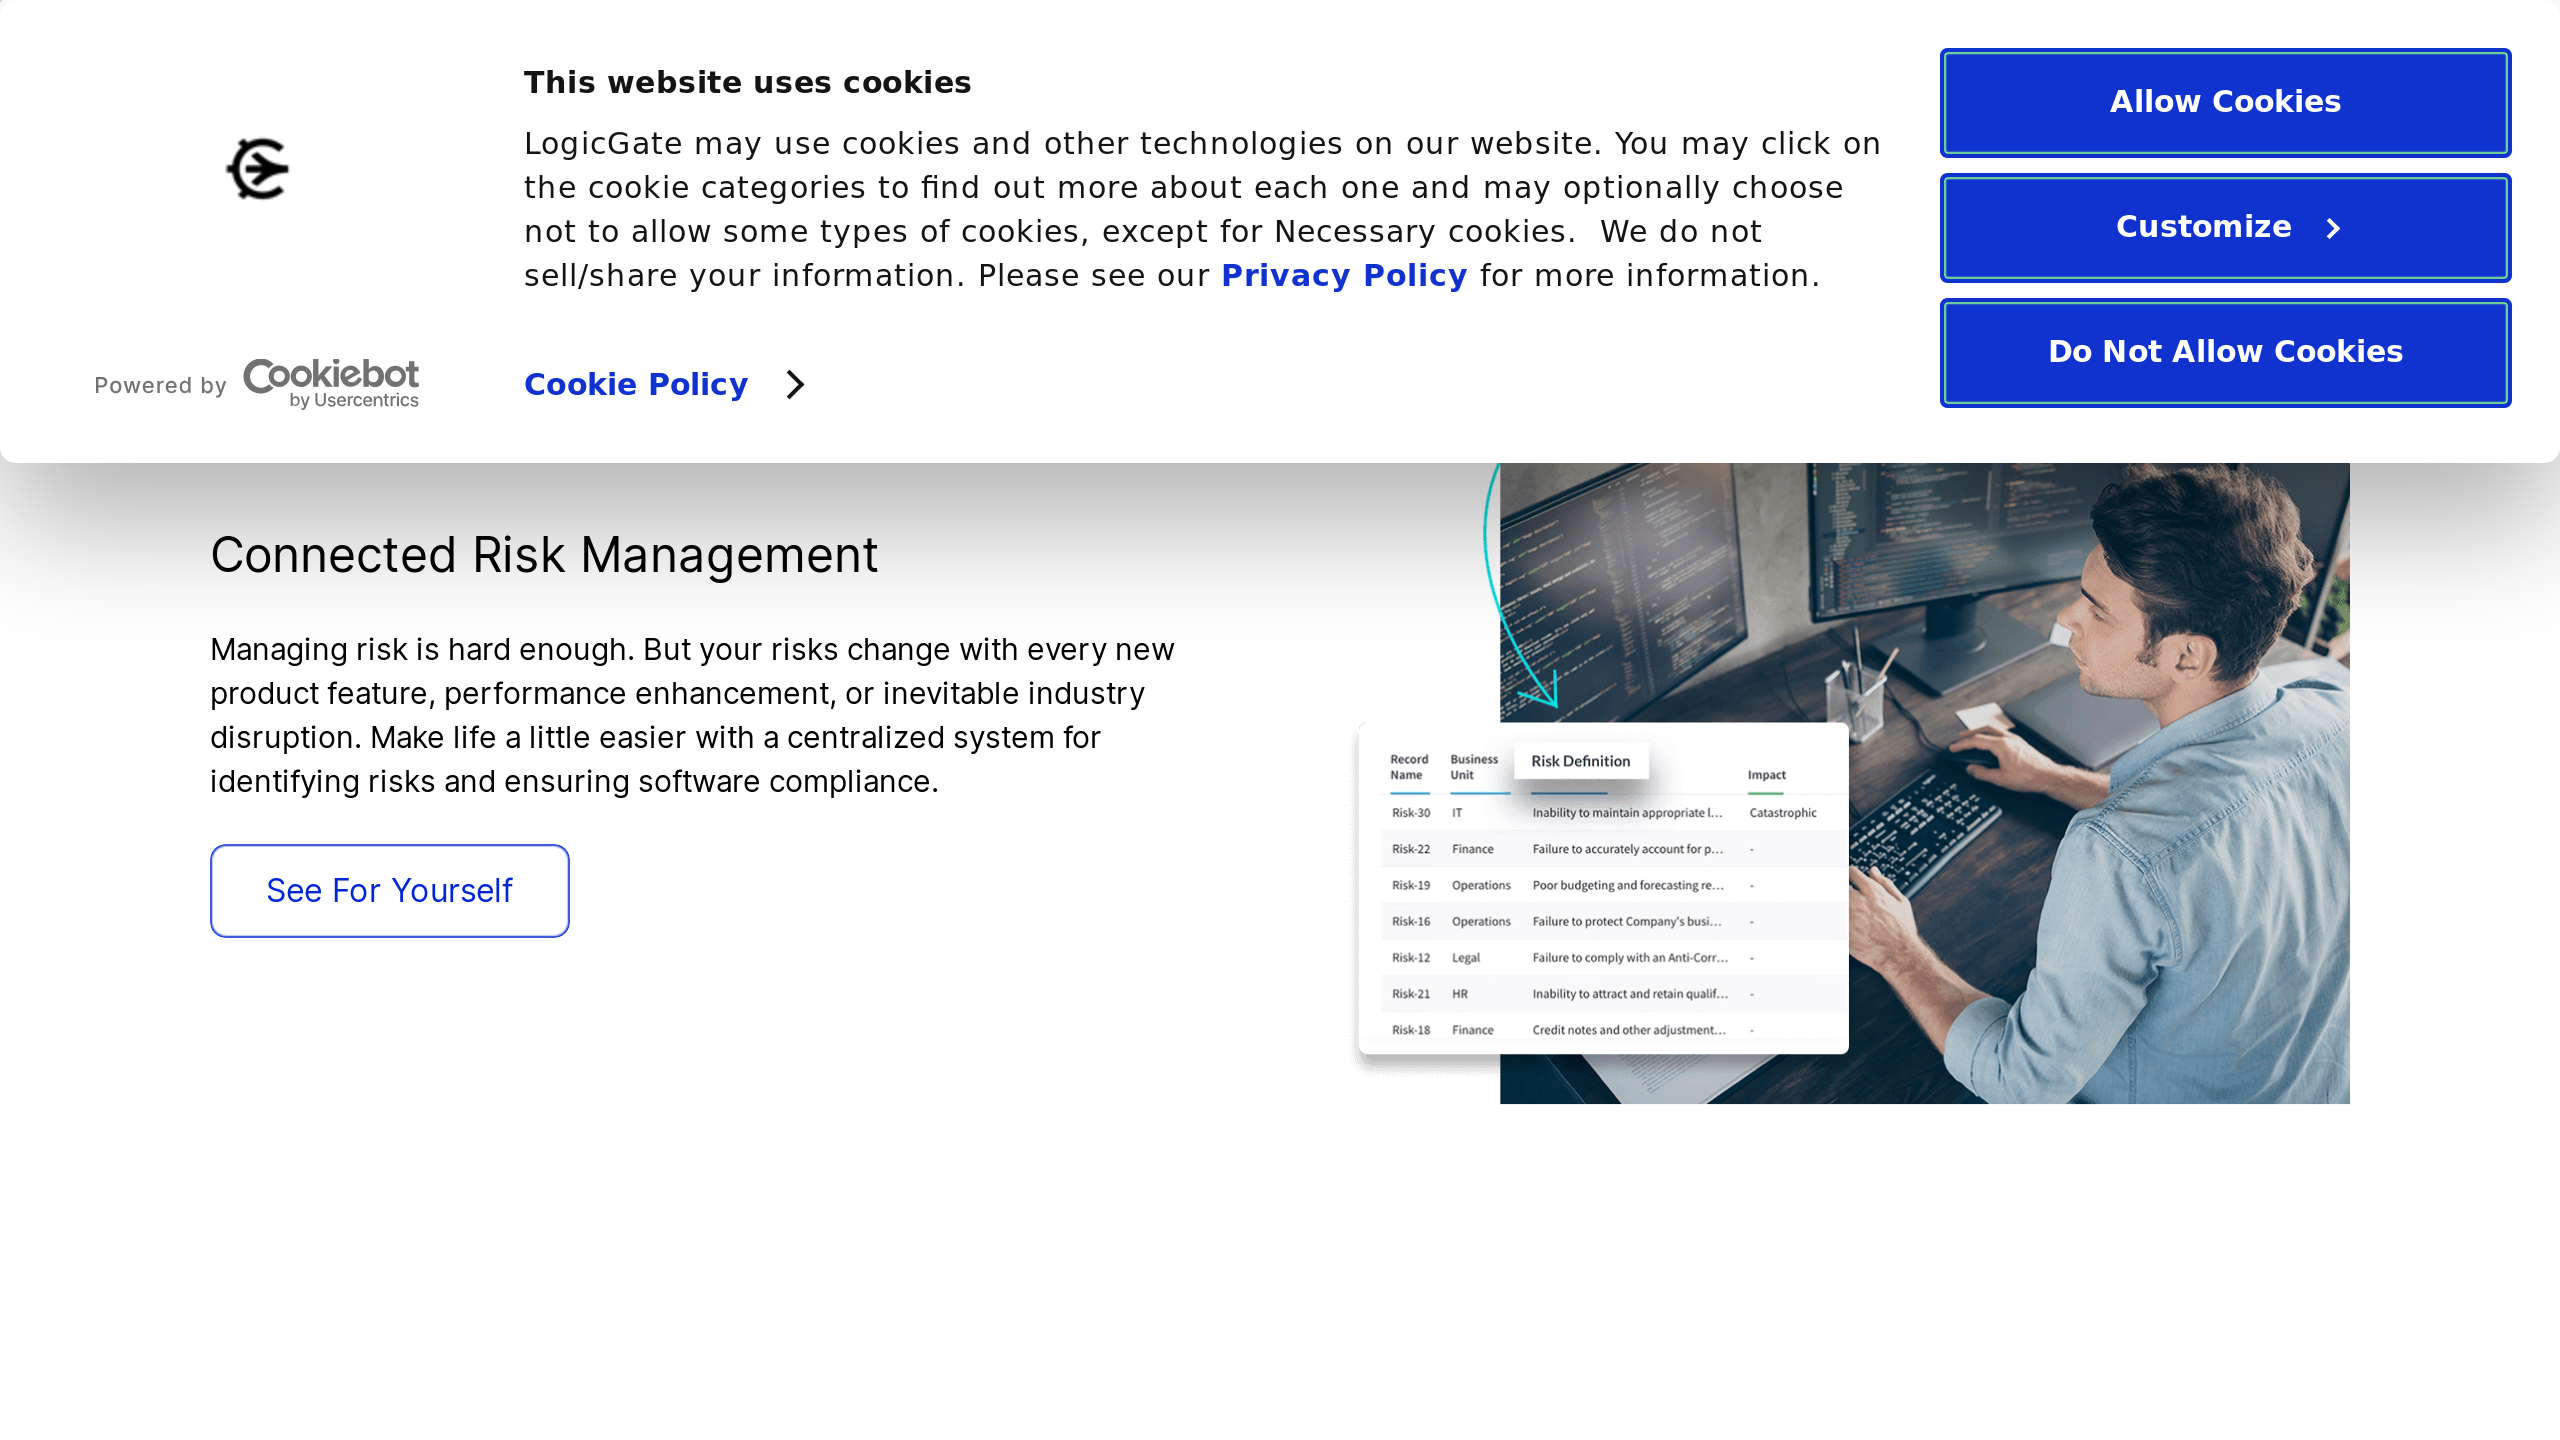 This website uses cookies
LogicGate may use cookies and other technologies on our website. You may click on
the cookie categories to find out more about each one and may optionally choose
not to allow some types of cookies, except for Necessary cookies.  We do not
sell/share your information. Please see our Privacy Policy for more information.
Powered by Cookiebot
by Usercentrics
Cookie Policy
Allow Cookies
Customize
Do Not Allow Cookies
Connected Risk Management
Managing risk is hard enough. But your risks change with every new
product feature, performance enhancement, or inevitable industry
disruption. Make life a little easier with a centralized system for
identifying risks and ensuring software compliance.
See For Yourself
Record Name Business Unit Risk Definition Impact
Risk-30 IT Inability to maintain appropriate l... Catastrophic
Risk-22 Finance Failure to accurately account for p... -
Risk-19 Operations Poor budgeting and forecasting re... -
Risk-16 Operations Failure to protect Company's busi... -
Risk-12 Legal Failure to comply with an Anti-Corr... -
Risk-21 HR Inability to attract and retain qualif... -
Risk-18 Finance Credit notes and other adjustment... -